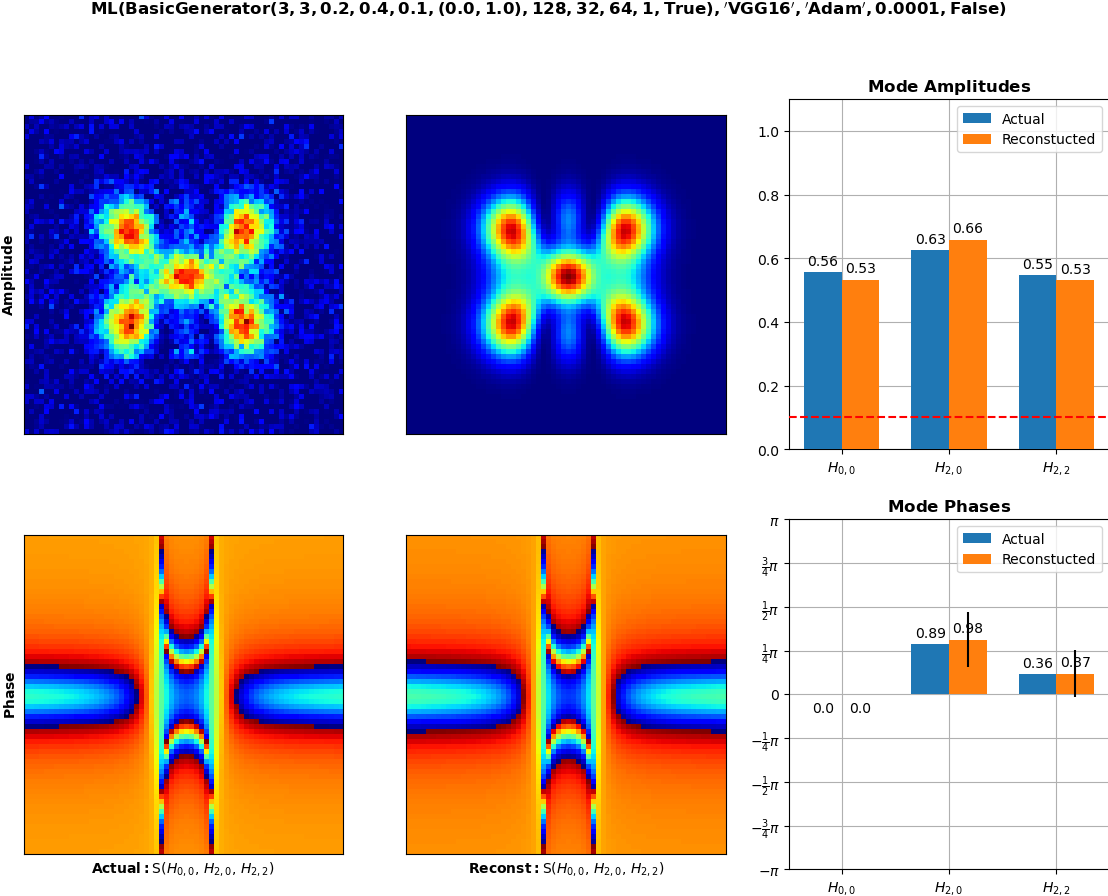 ML(BasicGenerator(3, 3, 0.2, 0.4, 0.1, (0.0, 1.0), 128, 32, 64, 1, True), ′VGG16′, ′Adam′, 0.0001, False)
Amplitude
Mode Amplitudes
Actual
Reconstucted
1.0
0.8
0.6
0.4
0.2
0.0
0.56
0.53
0.63
0.66
0.55
0.53
H0,0
H2,0
H2,2
Phase
Actual: S(H0,0, H2,0, H2,2)
Reconst: S(H0,0, H2,0, H2,2)
Mode Phases
Actual
Reconstucted
π
3/4π
1/2π
1/4π
0
−1/4π
−1/2π
−3/4π
−π
0.0
0.0
0.89
0.98
0.36
0.37
H0,0
H2,0
H2,2